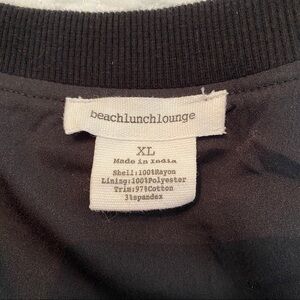 beachlunchlounge
XL
Made in India
Shell:100%Rayon
Lining:100%Polyester
Trim:97%Cotton
3%spandex